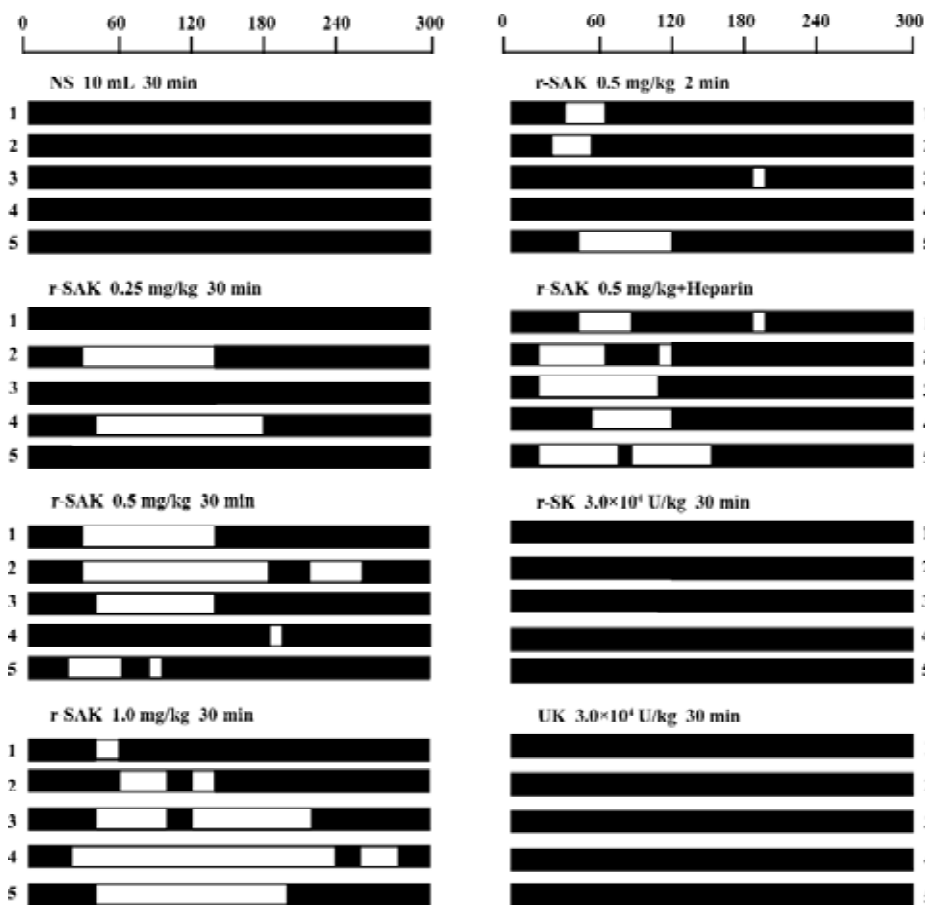 0 60 120 180 240 300
NS 10 mL 30 min
1
2
3
4
5
r-SAK 0.25 mg/kg 30 min
1
2
3
4
5
r-SAK 0.5 mg/kg 30 min
1
2
3
4
5
r-SAK 1.0 mg/kg 30 min
1
2
3
4
5
0 60 120 180 240 300
r-SAK 0.5 mg/kg 2 min
r-SAK 0.5 mg/kg+Heparin
r-SK 3.0×10⁴ U/kg 30 min
UK 3.0×10⁴ U/kg 30 min